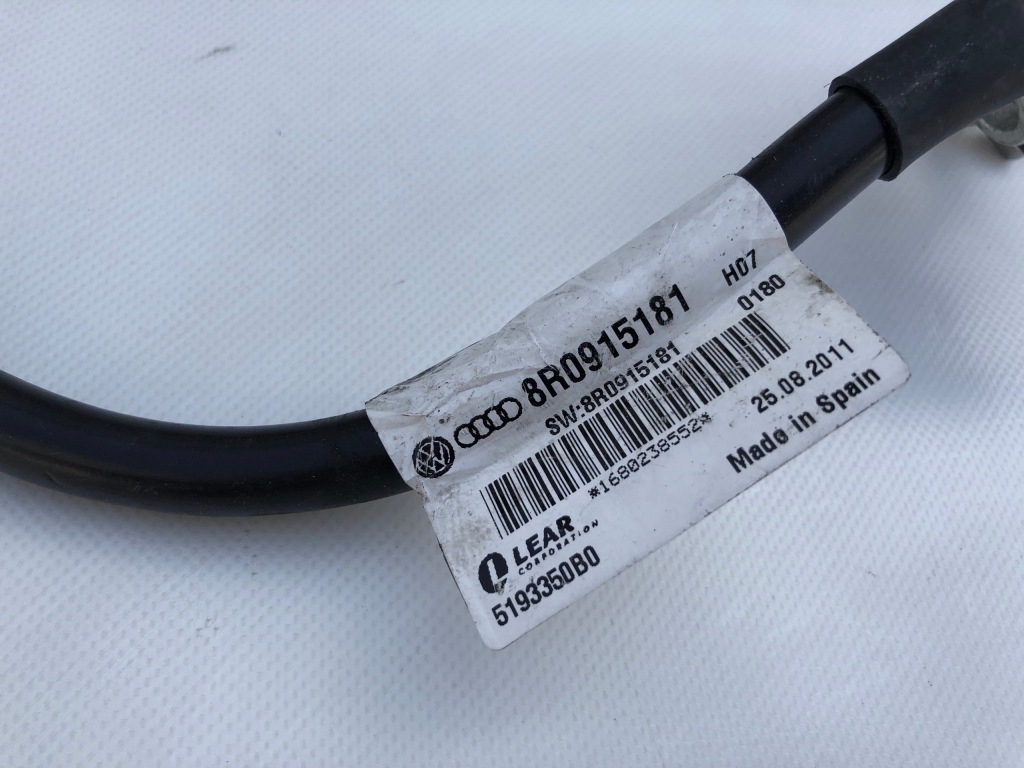 8R0915181 H07
SW:8R0915181 0180
*1680238552*
25.08.2011
Made in Spain
LEAR
CORPORATION
5193350B0